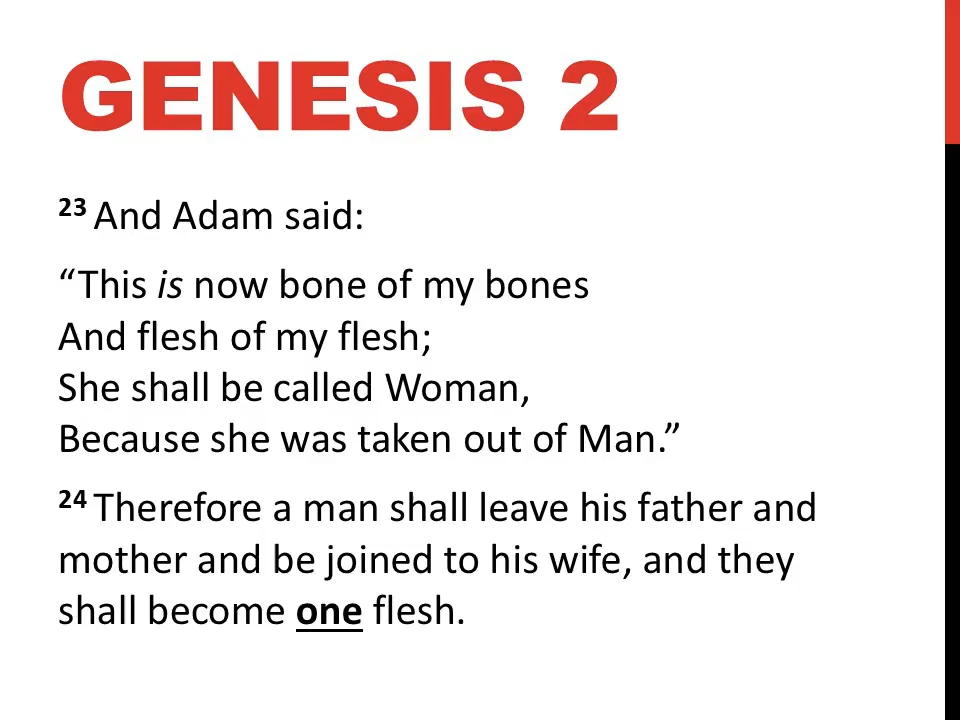 GENESIS 2
23 And Adam said:
“This is now bone of my bones
And flesh of my flesh;
She shall be called Woman,
Because she was taken out of Man.”
24 Therefore a man shall leave his father and
mother and be joined to his wife, and they
shall become one flesh.